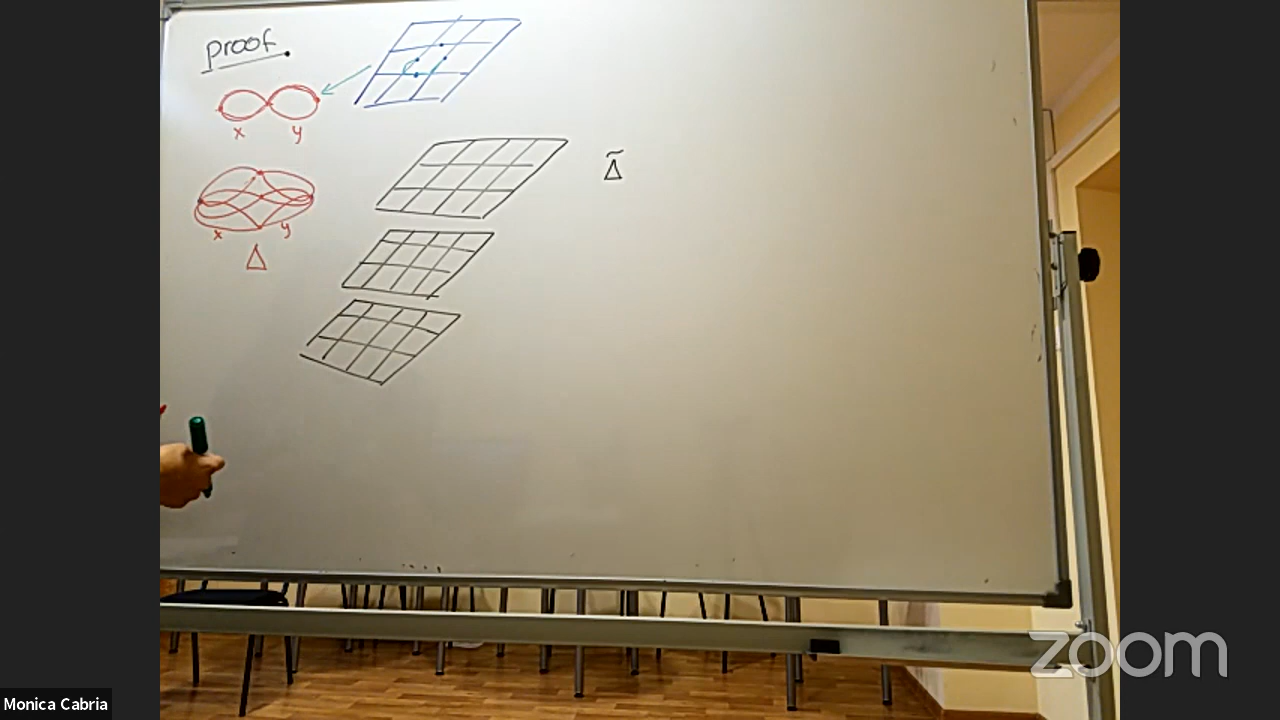 proof.
x y
x y
Δ
Δ̃
Monica Cabria
zoom